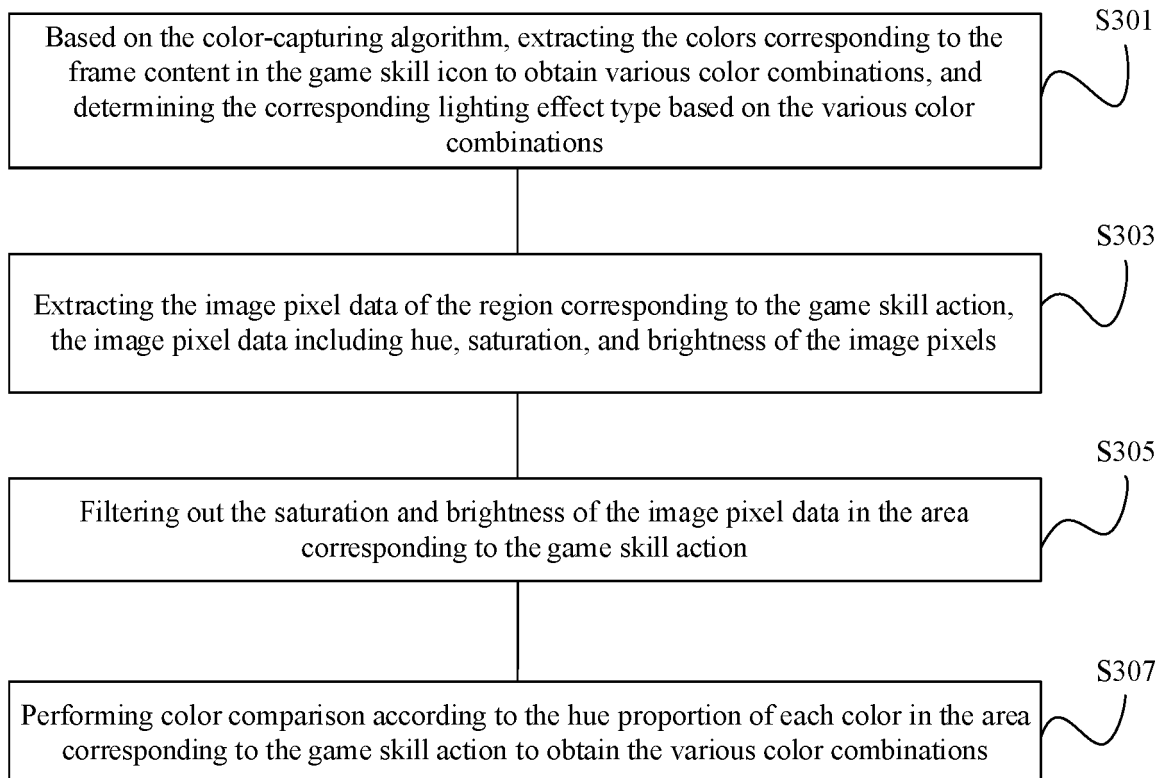 S301
Based on the color-capturing algorithm, extracting the colors corresponding to the
frame content in the game skill icon to obtain various color combinations, and
determining the corresponding lighting effect type based on the various color
combinations
S303
Extracting the image pixel data of the region corresponding to the game skill action,
the image pixel data including hue, saturation, and brightness of the image pixels
S305
Filtering out the saturation and brightness of the image pixel data in the area
corresponding to the game skill action
S307
Performing color comparison according to the hue proportion of each color in the area
corresponding to the game skill action to obtain the various color combinations